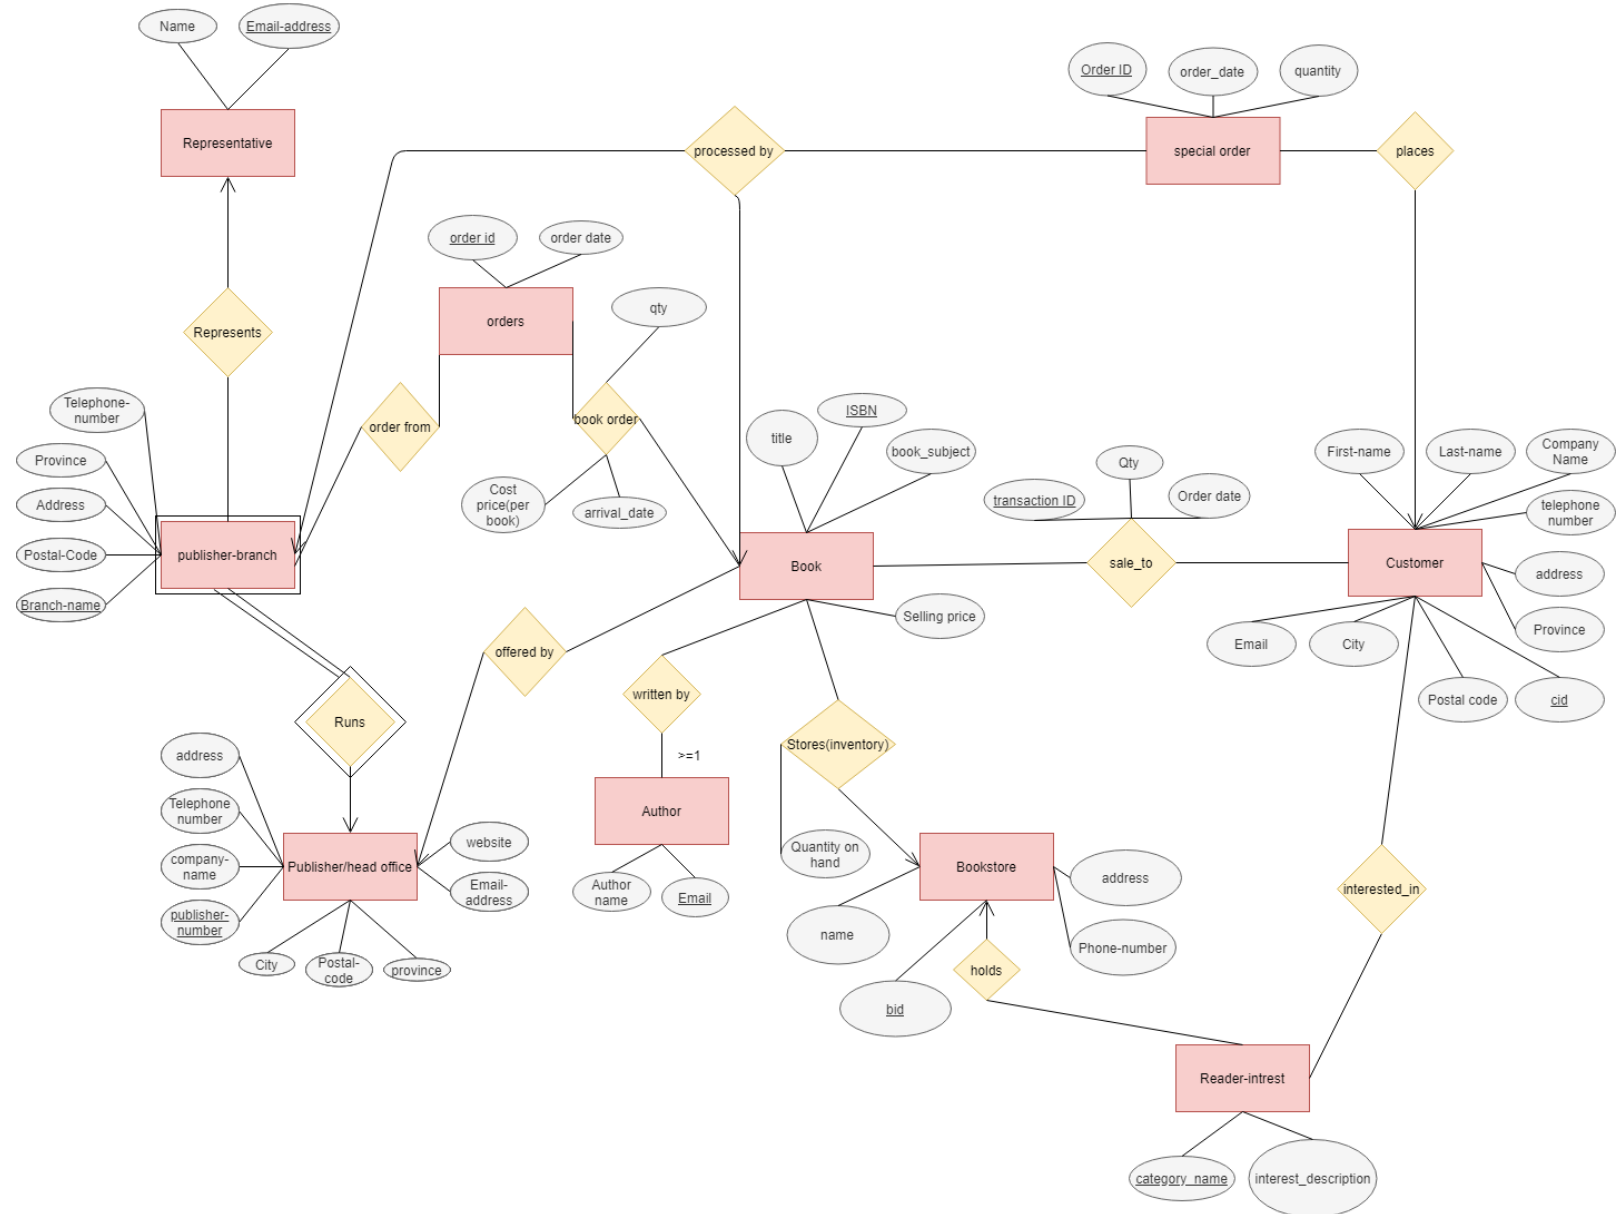 Name
Email-address
Representative
Represents
Order ID
order_date
quantity
special order
processed by
places
order id
order date
orders
qty
order from
book order
Cost
price(per
book)
arrival_date
Telephone-
number
Province
Address
Postal-Code
Branch-name
publisher-branch
title
ISBN
book_subject
Book
Selling price
transaction ID
Qty
Order date
sale_to
First-name
Last-name
Company
Name
telephone
number
Customer
address
Province
Email
City
Postal code
cid
offered by
written by
>=1
Author
Author
name
Email
Runs
address
Telephone
number
company-
name
publisher-
number
Publisher/head office
website
Email-
address
City
Postal-
code
province
Stores(inventory)
Quantity on
hand
Bookstore
name
address
Phone-number
bid
holds
interested_in
Reader-intrest
category_name
interest_description